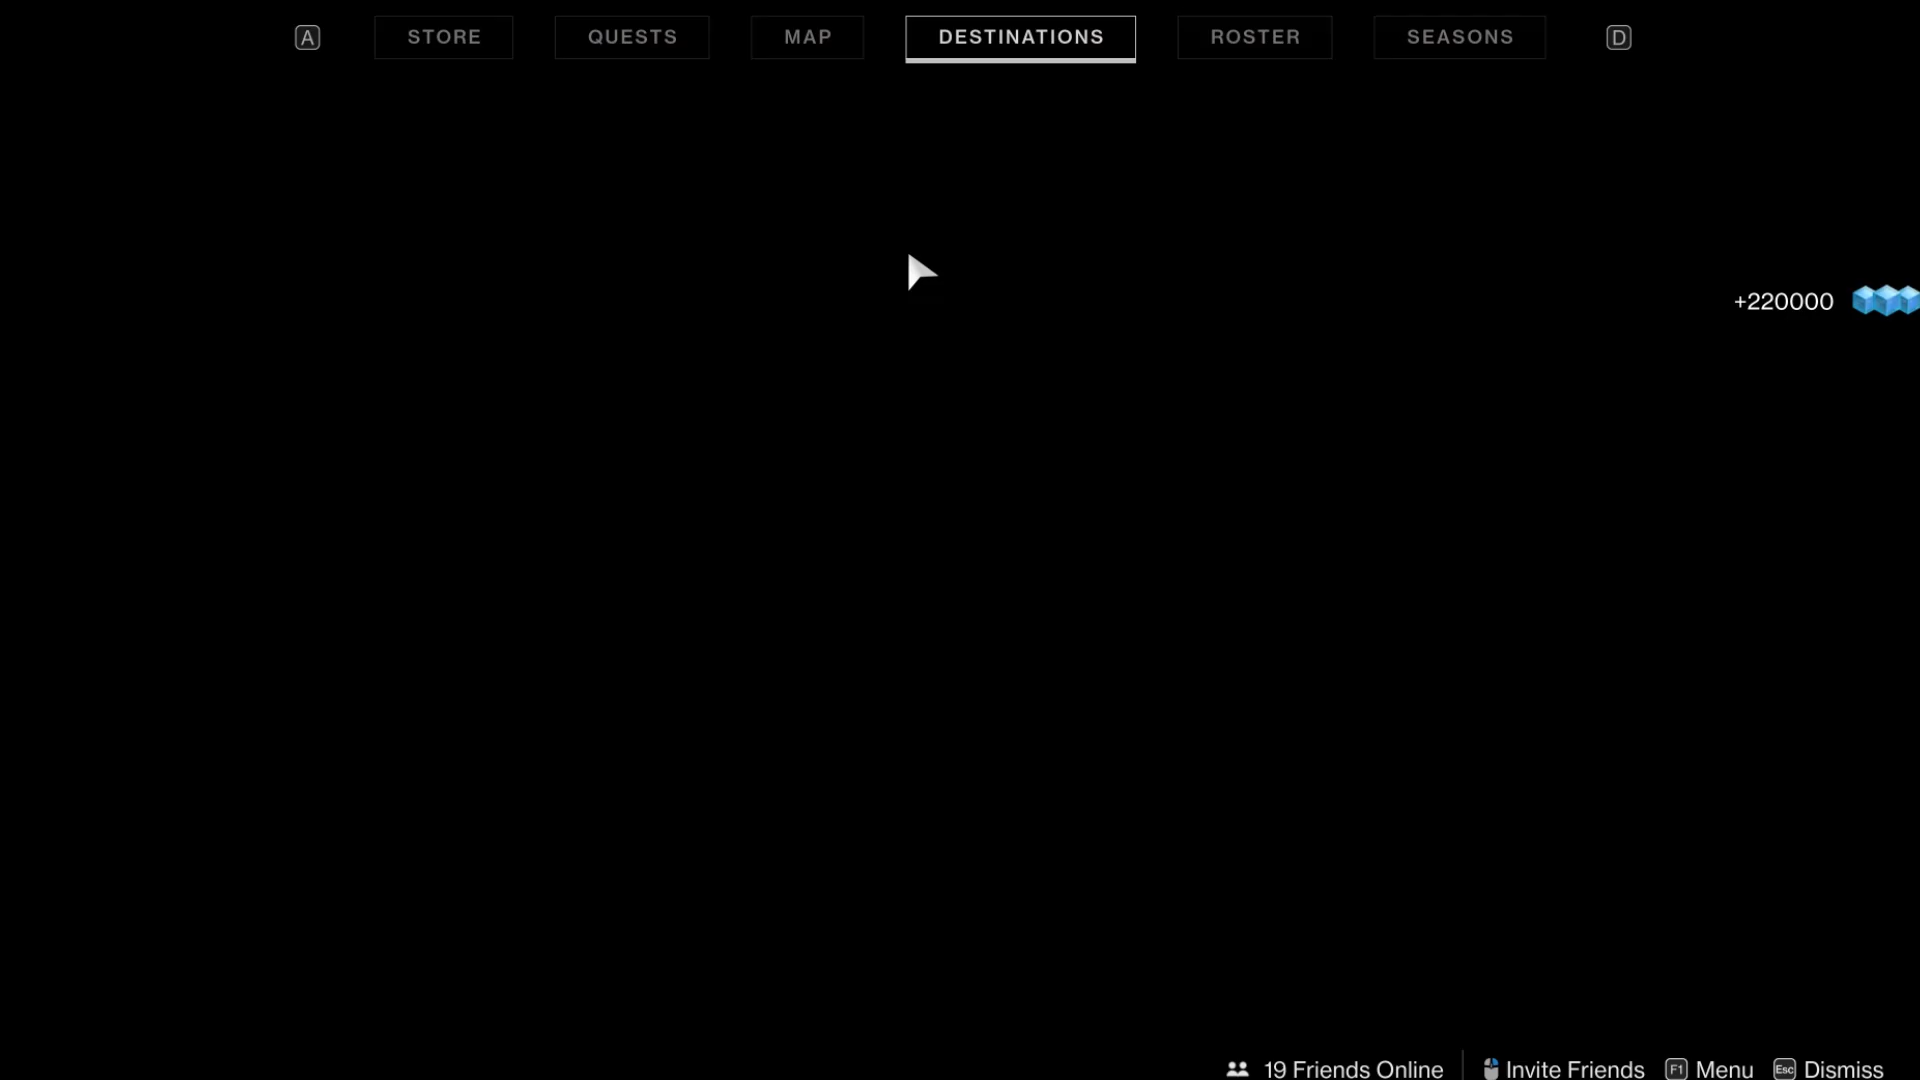 A STORE QUESTS MAP DESTINATIONS ROSTER SEASONS D
+220000
19 Friends Online Invite Friends F1 Menu Esc Dismiss